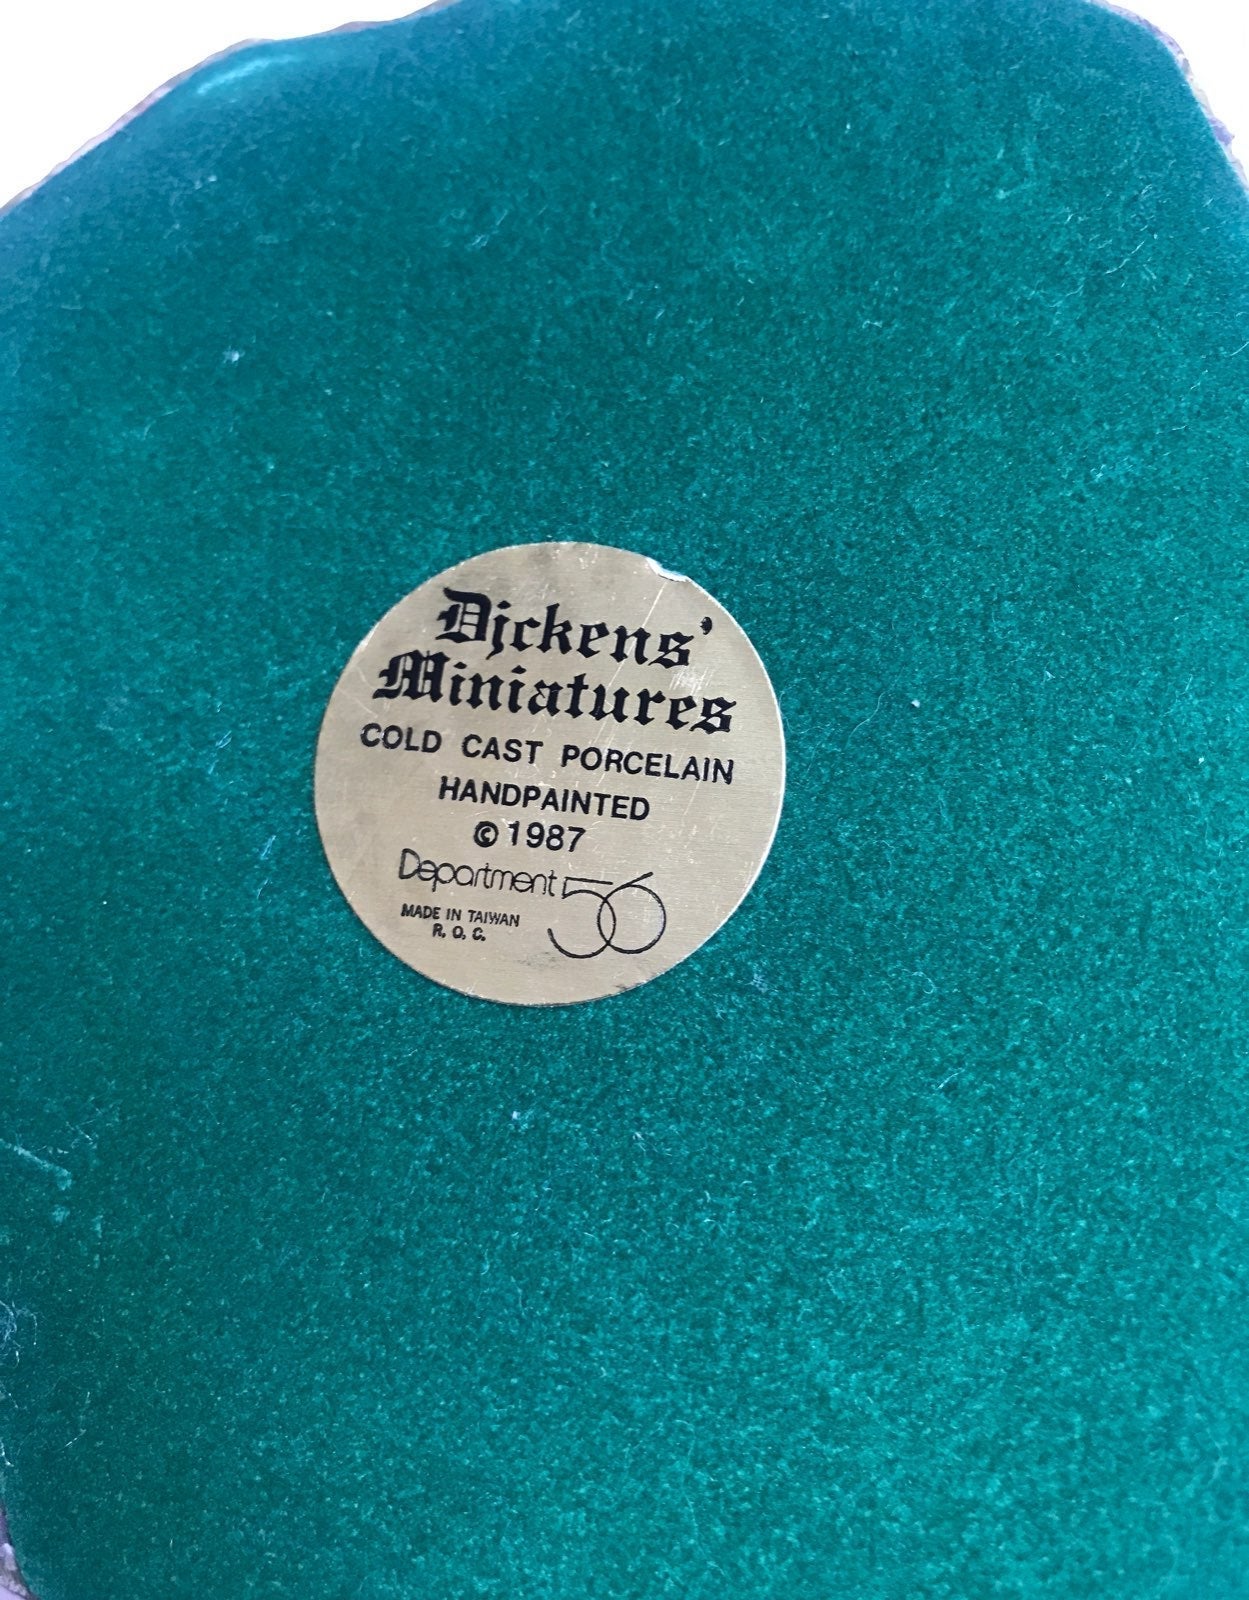 Dickens'
Miniatures
COLD CAST PORCELAIN
HANDPAINTED
© 1987
Department 56
MADE IN TAIWAN
R. O. C.